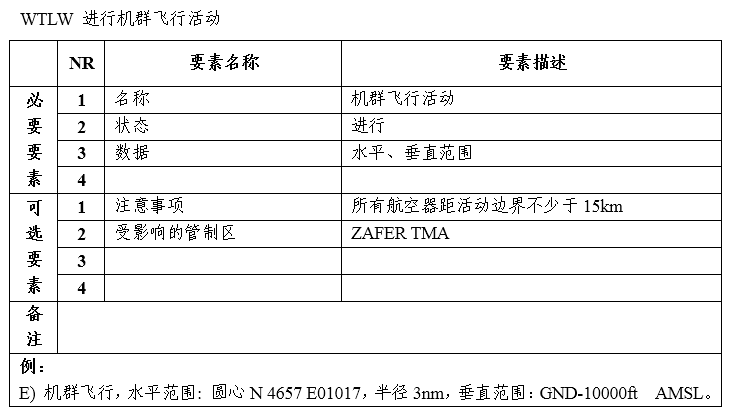 WTLW 进行机群飞行活动
NR 要素名称 要素描述
必要要素
1 名称 机群飞行活动
2 状态 进行
3 数据 水平、垂直范围
4
可选要素
1 注意事项 所有航空器距活动边界不少于15km
2 受影响的管制区 ZAFER TMA
3
4
备注
例：
E) 机群飞行，水平范围: 圆心 N 4657 E01017，半径 3nm，垂直范围：GND-10000ft AMSL。